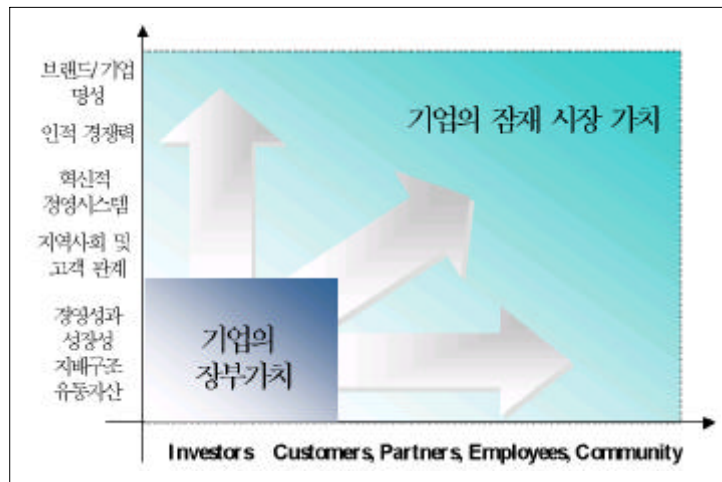 브랜드/기업
명성
인적 경쟁력
혁신적
경영시스템
지역사회 및
고객 관계
경영성과
성장성
지배구조
유동자산
기업의 잠재 시장 가치
기업의
장부가치
Investors Customers, Partners, Employees, Community